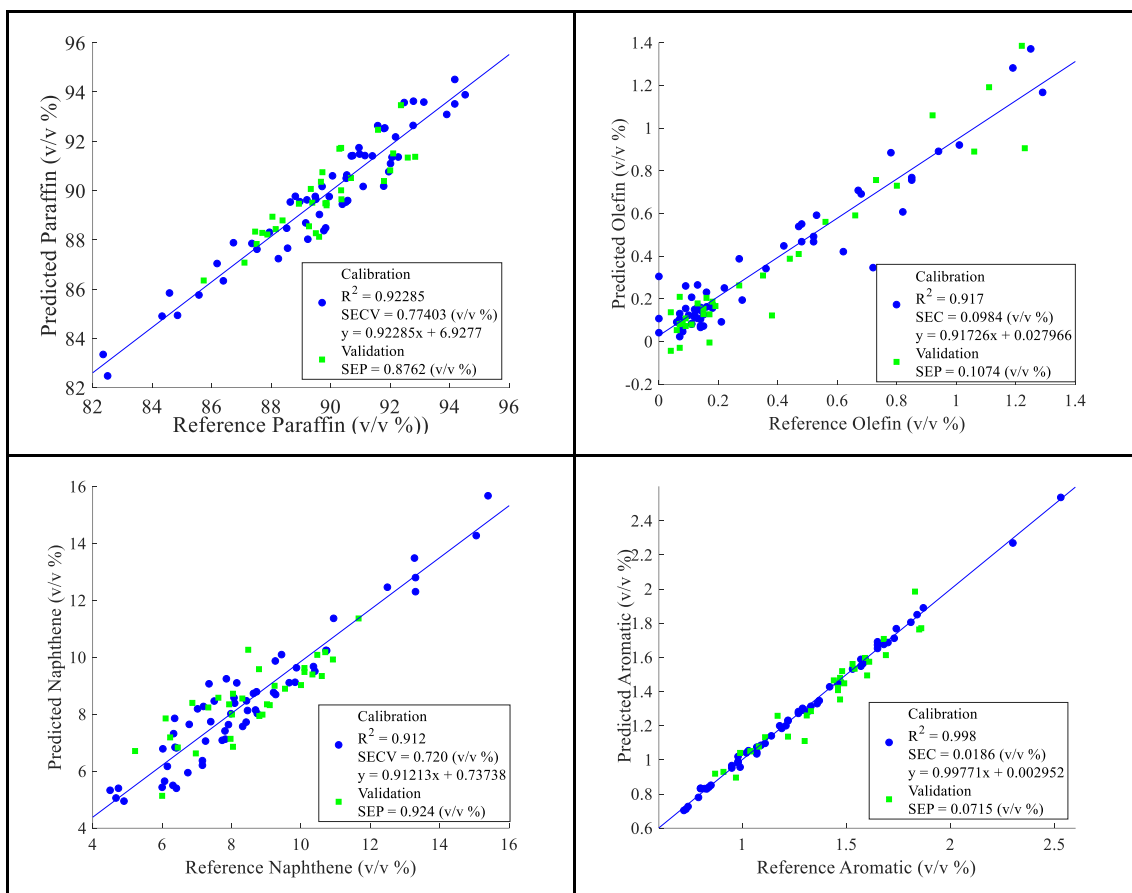 96
94
92
90
88
86
84
82
82
84
86
88
90
92
94
96
Predicted Paraffin (v/v %)
Reference Paraffin (v/v %))
Calibration
R2 = 0.92285
SECV = 0.77403 (v/v %)
y = 0.92285x + 6.9277
Validation
SEP = 0.8762 (v/v %)
1.4
1.2
1
0.8
0.6
0.4
0.2
0
-0.2
0
0.2
0.4
0.6
0.8
1
1.2
1.4
Predicted Olefin (v/v %)
Reference Olefin (v/v %)
Calibration
R2 = 0.917
SEC = 0.0984 (v/v %)
y = 0.91726x + 0.027966
Validation
SEP = 0.1074 (v/v %)
16
14
12
10
8
6
4
4
6
8
10
12
14
16
Predicted Naphthene (v/v %)
Reference Naphthene (v/v %)
Calibration
R2 = 0.912
SECV = 0.720 (v/v %)
y = 0.91213x + 0.73738
Validation
SEP = 0.924 (v/v %)
2.4
2.2
2
1.8
1.6
1.4
1.2
1
0.8
0.6
1
1.5
2
2.5
Predicted Aromatic (v/v %)
Reference Aromatic (v/v %)
Calibration
R2 = 0.998
SEC = 0.0186 (v/v %)
y = 0.99771x + 0.002952
Validation
SEP = 0.0715 (v/v %)